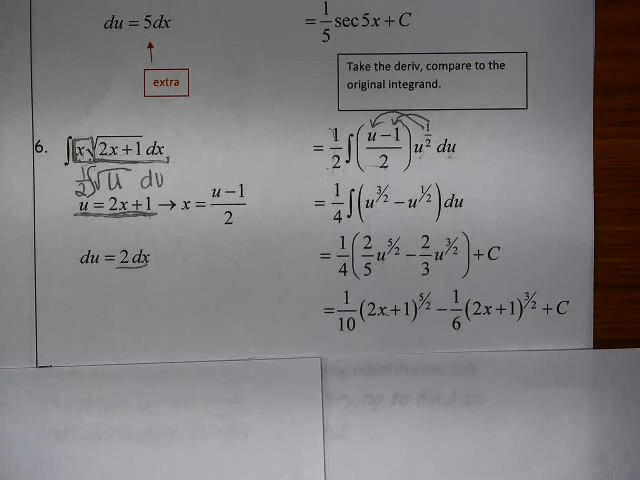 du = 5dx
= 1/5 sec 5x + C
extra
Take the deriv, compare to the
original integrand.
6. ∫ x√(2x+1) dx
= 1/2 ∫ ((u−1)/2) u^(1/2) du
1/2 ∫ √u du
u = 2x+1 → x = (u−1)/2
= 1/4 ∫ (u^(3/2) − u^(1/2)) du
du = 2 dx
= 1/4 (2/5 u^(5/2) − 2/3 u^(3/2)) + C
= 1/10 (2x+1)^(5/2) − 1/6 (2x+1)^(3/2) + C